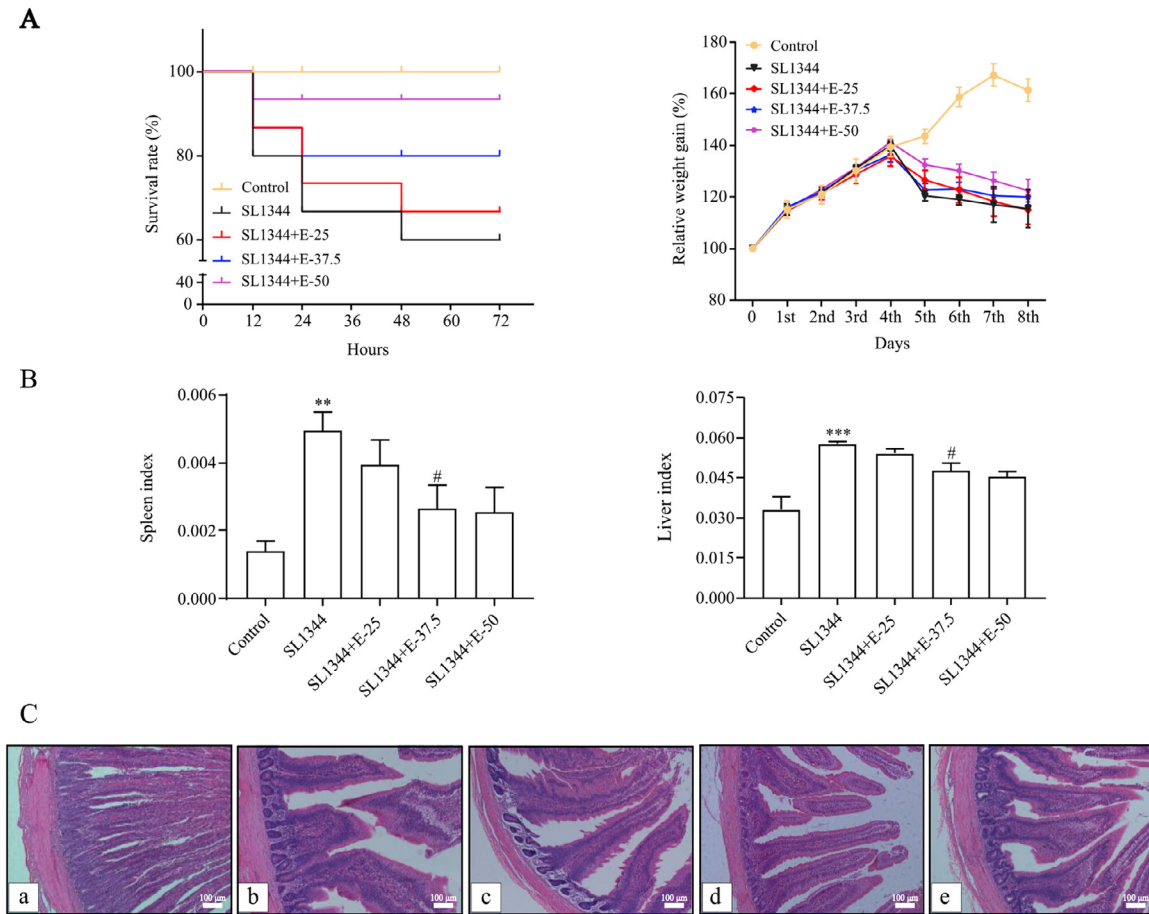 A
Survival rate (%)
100
80
60
40
0
Control
SL1344
SL1344+E-25
SL1344+E-37.5
SL1344+E-50
0 12 24 36 48 60 72
Hours
Relative weight gain (%)
180
160
140
120
100
80
Control
SL1344
SL1344+E-25
SL1344+E-37.5
SL1344+E-50
0 1st 2nd 3rd 4th 5th 6th 7th 8th
Days
B
Spleen index
0.006
0.004
0.002
0.000
**
#
Control
SL1344
SL1344+E-25
SL1344+E-37.5
SL1344+E-50
Liver index
0.075
0.060
0.045
0.030
0.015
0.000
***
#
Control
SL1344
SL1344+E-25
SL1344+E-37.5
SL1344+E-50
C
a 100 μm
b 100 μm
c 100 μm
d 100 μm
e 100 μm